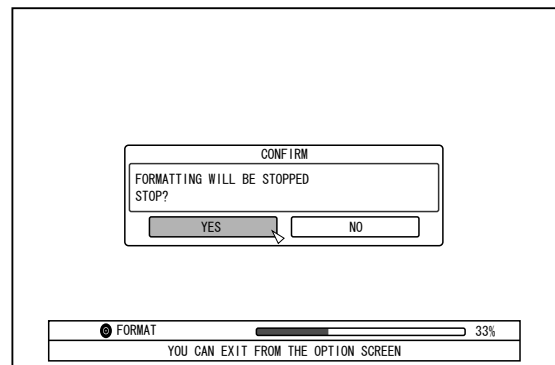 CONFIRM
FORMATTING WILL BE STOPPED
STOP?
YES NO
FORMAT 33%
YOU CAN EXIT FROM THE OPTION SCREEN